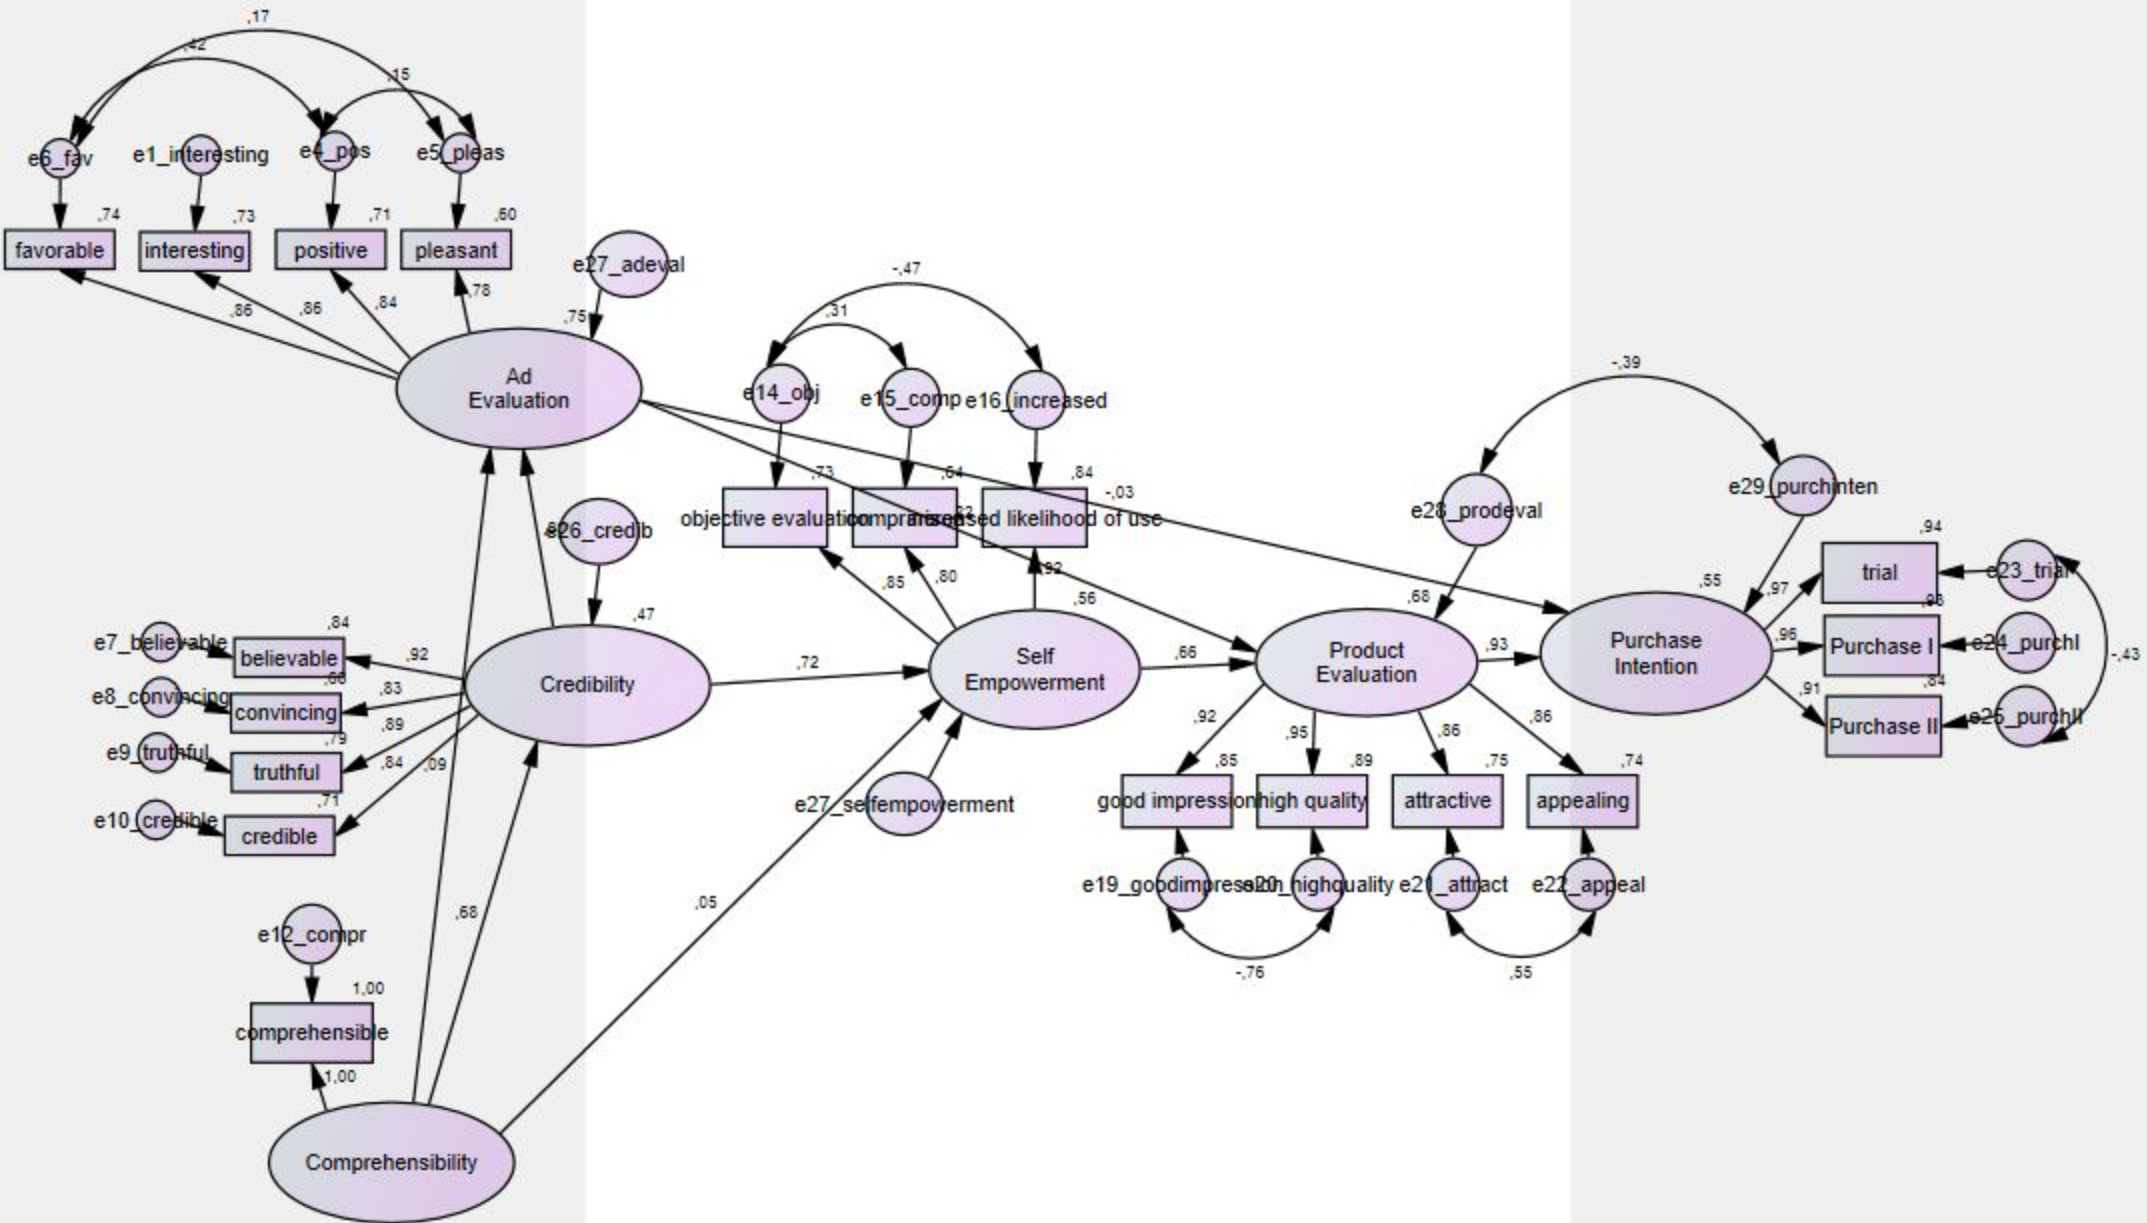 ,17
,42
,15
e6_fav
e1_interesting
e4_pos
e5_pleas
,74
,73
,71
,60
favorable
interesting
positive
pleasant
,86
,86
,84
,78
e27_adeval
,75
Ad
Evaluation
-,47
,31
e14_obj
e15_comp
e16_increased
,73
,64
,84
objective evaluation
likelihood of use
-,03
,85
,80
,92
-,39
e28_prodeval
e29_purchinten
e26_credib
,47
e7_believable
,84
believable
,92
e8_convincing
convincing
,83
e9_truthful
,79
truthful
,89
e10_credible
,71
credible
,84
,09
Credibility
,72
,56
Self
Empowerment
,66
,68
Product
Evaluation
,93
,55
Purchase
Intention
,97
,94
trial
e23_trial
,96
Purchase I
e24_purchI
,91
,84
Purchase II
e25_purchII
-,43
e27_selfempowerment
,92
,95
,86
,86
,85
,89
,75
,74
good impression
high quality
attractive
appealing
e19_goodimpression
e20_highquality
e21_attract
e22_appeal
-,76
,55
,68
,05
e12_compr
1,00
comprehensible
1,00
Comprehensibility